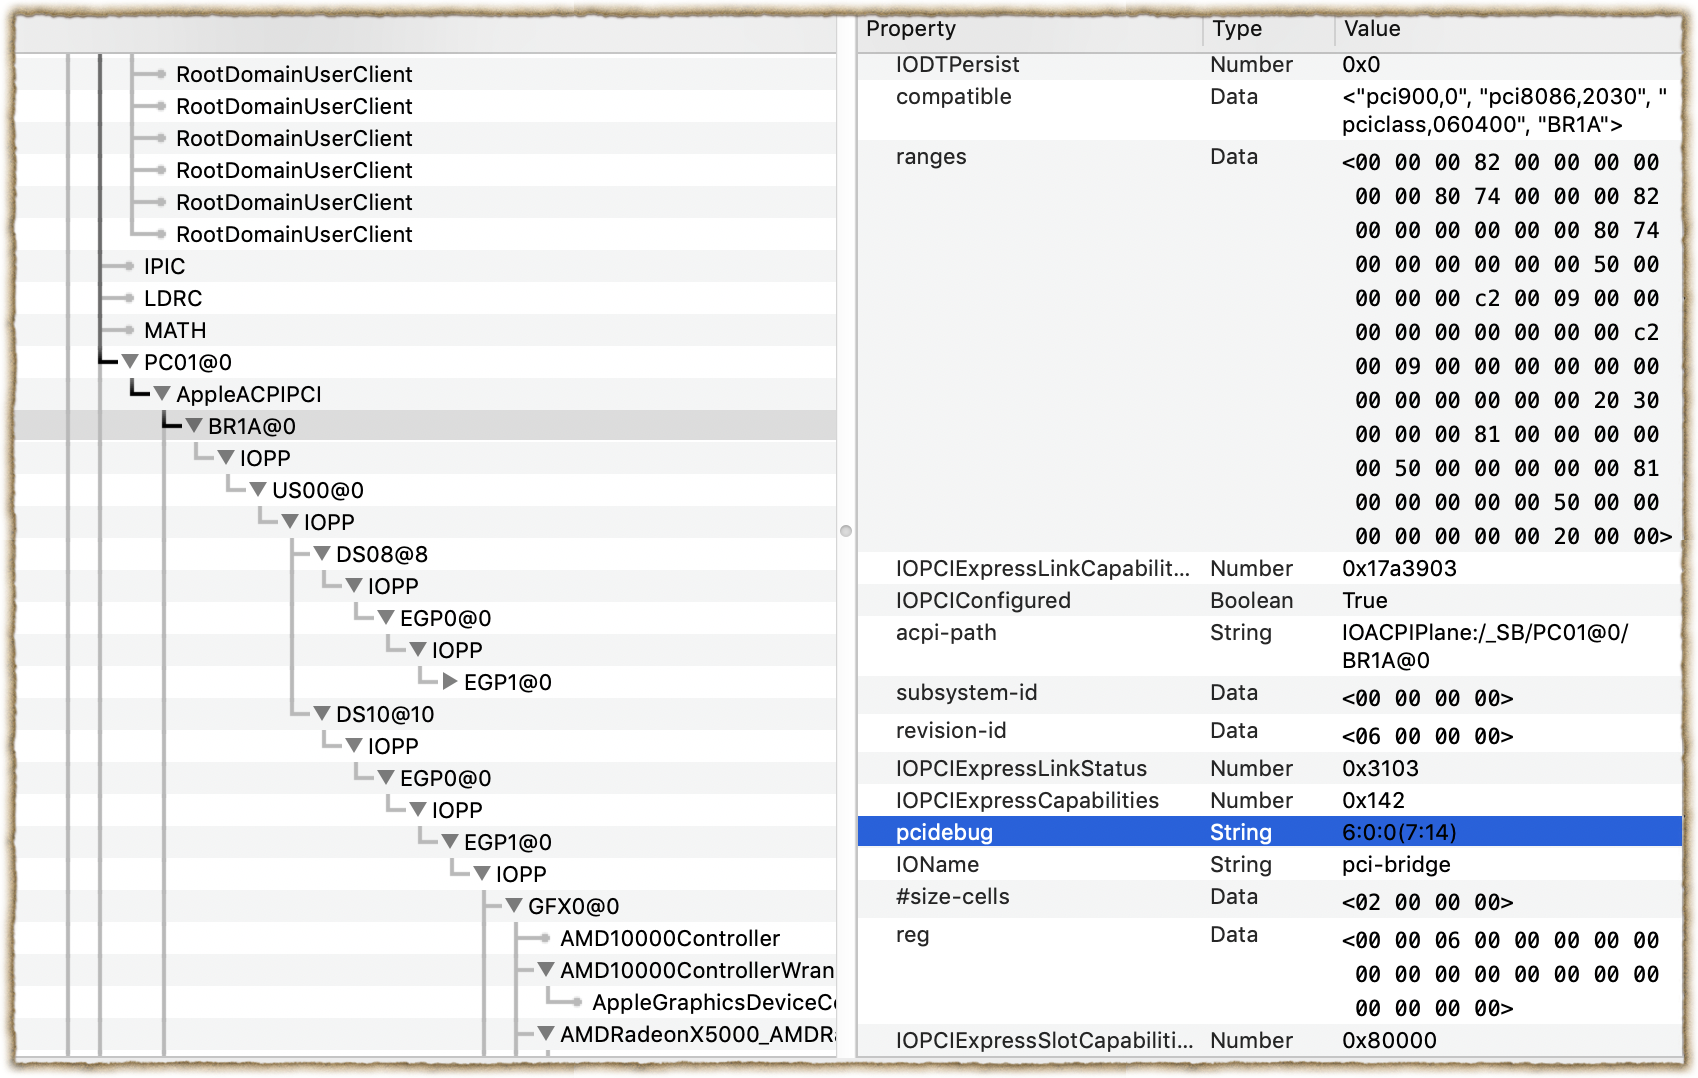 RootDomainUserClient
RootDomainUserClient
RootDomainUserClient
RootDomainUserClient
RootDomainUserClient
RootDomainUserClient
IPIC
LDRC
MATH
PC01@0
AppleACPIPCI
BR1A@0
IOPP
US00@0
IOPP
DS08@8
IOPP
EGP0@0
IOPP
EGP1@0
DS10@10
IOPP
EGP0@0
IOPP
EGP1@0
IOPP
GFX0@0
AMD10000Controller
AMD10000ControllerWran
AppleGraphicsDeviceCo
AMDRadeonX5000_AMDRa
Property Type Value
IODTPersist Number 0x0
compatible Data <"pci900,0", "pci8086,2030", "
pciclass,060400", "BR1A">
ranges Data <00 00 00 82 00 00 00 00
00 00 80 74 00 00 00 82
00 00 00 00 00 00 80 74
00 00 00 00 00 00 50 00
00 00 00 c2 00 09 00 00
00 00 00 00 00 00 00 c2
00 09 00 00 00 00 00 00
00 00 00 00 00 00 20 30
00 00 00 81 00 00 00 00
00 50 00 00 00 00 00 81
00 00 00 00 00 50 00 00
00 00 00 00 00 20 00 00>
IOPCIExpressLinkCapabilit... Number 0x17a3903
IOPCIConfigured Boolean True
acpi-path String IOACPIPlane:/_SB/PC01@0/
BR1A@0
subsystem-id Data <00 00 00 00>
revision-id Data <06 00 00 00>
IOPCIExpressLinkStatus Number 0x3103
IOPCIExpressCapabilities Number 0x142
pcidebug String 6:0:0(7:14)
IOName String pci-bridge
#size-cells Data <02 00 00 00>
reg Data <00 00 06 00 00 00 00 00
00 00 00 00 00 00 00 00
00 00 00 00>
IOPCIExpressSlotCapabiliti... Number 0x80000